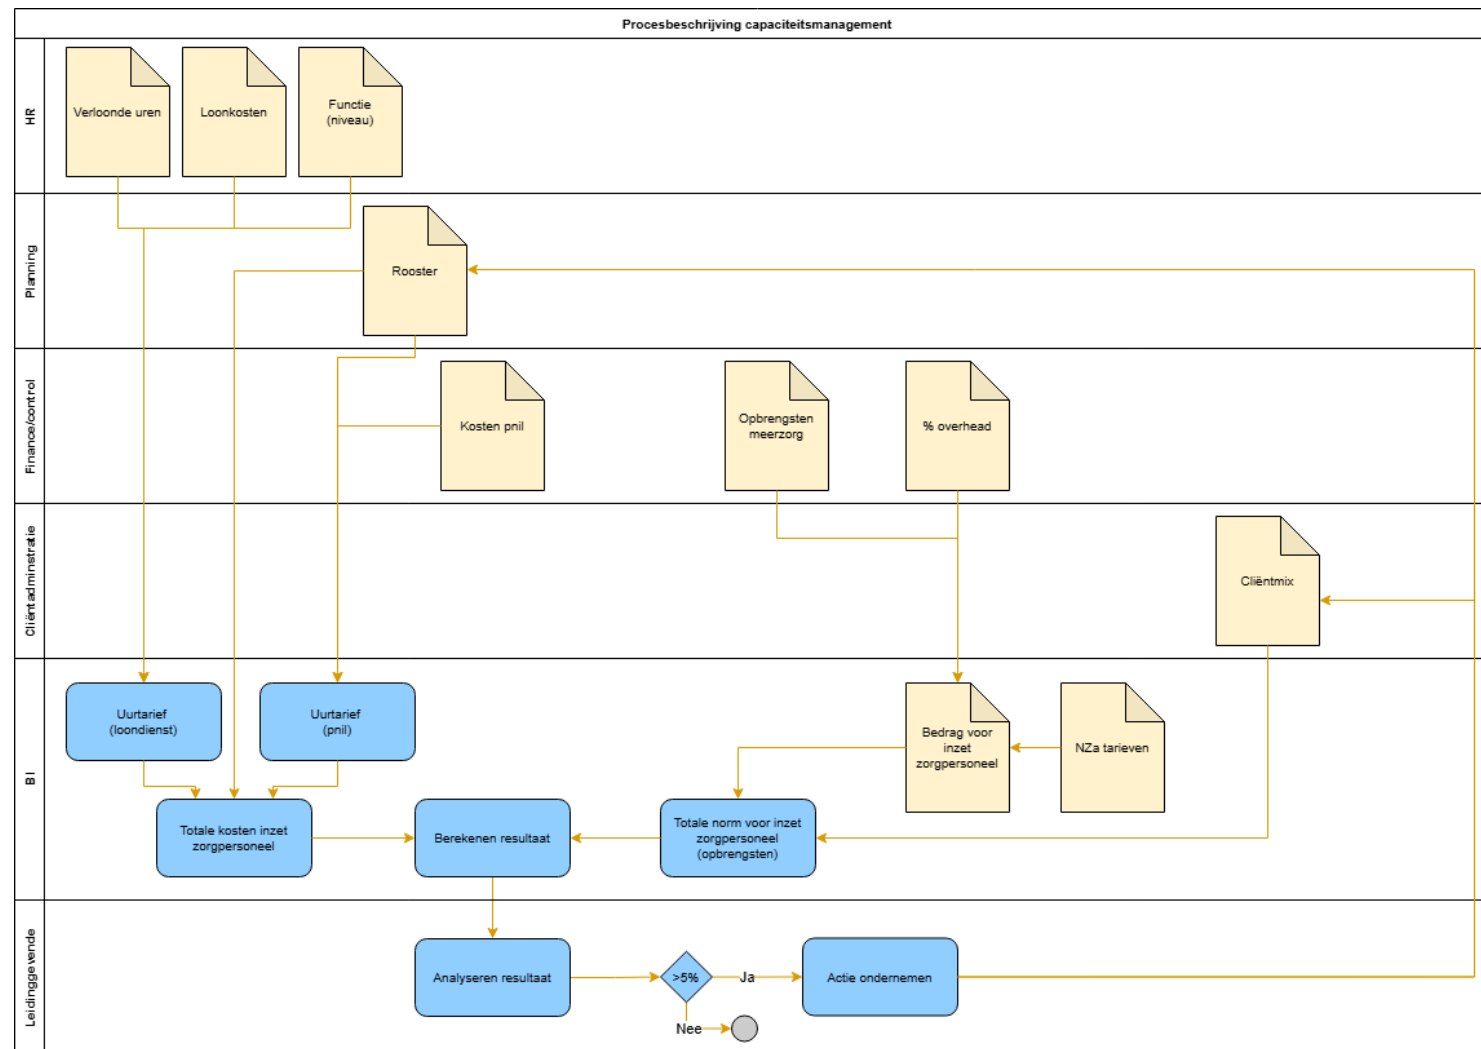 Procesbeschrijving capaciteitsmanagement
HR
Verloonde uren
Loonkosten
Functie
(niveau)
Planning
Rooster
Finance/control
Kosten pnil
Opbrengsten
meerzorg
% overhead
Cliëntadminstratie
Cliëntmix
BI
Uurtarief
(loondienst)
Uurtarief
(pnil)
Bedrag voor
inzet
zorgpersoneel
NZa tarieven
Totale kosten inzet
zorgpersoneel
Berekenen resultaat
Totale norm voor inzet
zorgpersoneel
(opbrengsten)
Leidinggevende
Analyseren resultaat
>5%
Ja
Actie ondernemen
Nee